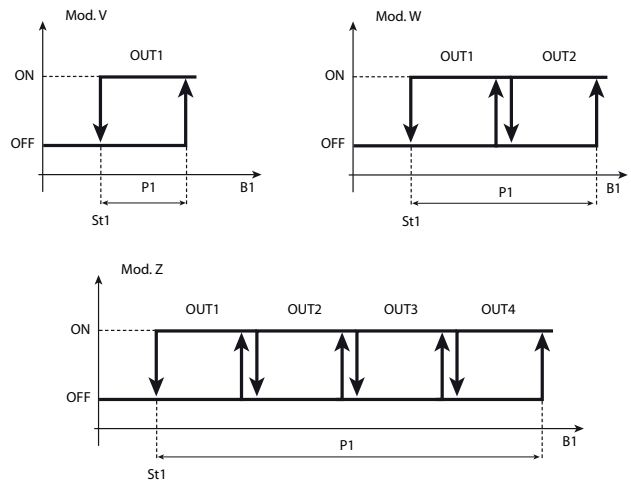 Mod. V
OUT1
ON
OFF
P1
B1
St1
Mod. W
OUT1 OUT2
ON
OFF
P1
B1
St1
Mod. Z
OUT1 OUT2 OUT3 OUT4
ON
OFF
P1
B1
St1